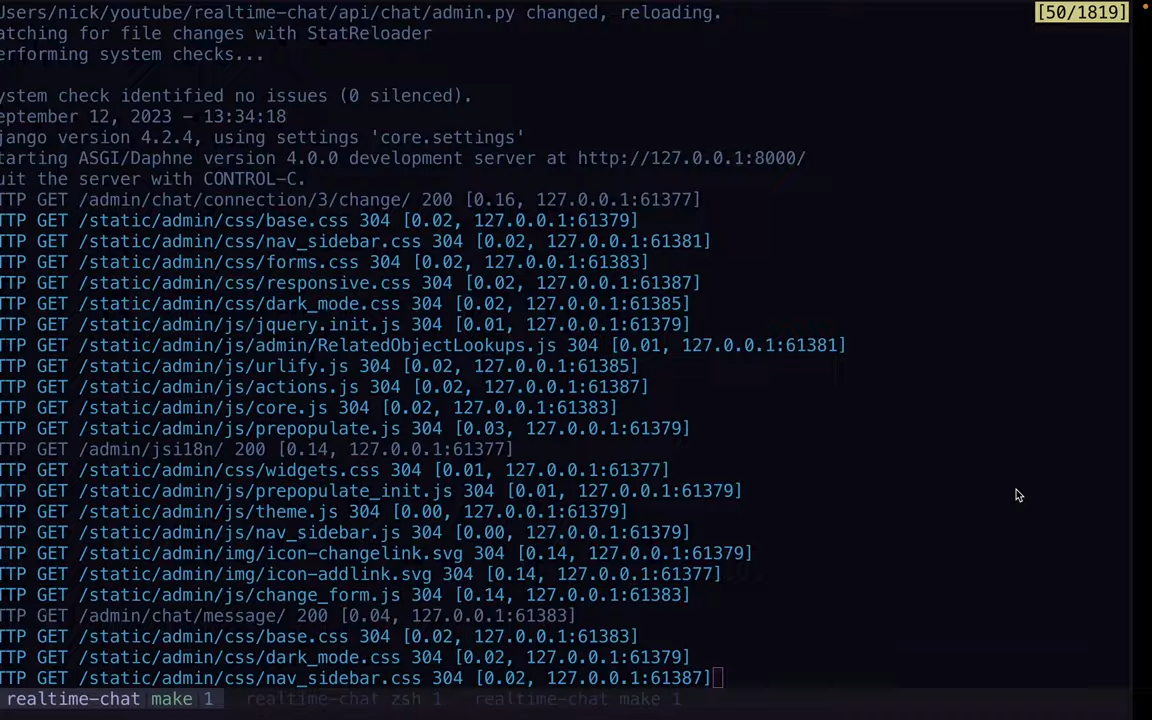 Users/nick/youtube/realtime-chat/api/chat/admin.py changed, reloading.
[50/1819]
atching for file changes with StatReloader
erforming system checks...
ystem check identified no issues (0 silenced).
eptember 12, 2023 - 13:34:18
jango version 4.2.4, using settings 'core.settings'
tarting ASGI/Daphne version 4.0.0 development server at http://127.0.0.1:8000/
uit the server with CONTROL-C.
TTP GET /admin/chat/connection/3/change/ 200 [0.16, 127.0.0.1:61377]
TTP GET /static/admin/css/base.css 304 [0.02, 127.0.0.1:61379]
TTP GET /static/admin/css/nav_sidebar.css 304 [0.02, 127.0.0.1:61381]
TTP GET /static/admin/css/forms.css 304 [0.02, 127.0.0.1:61383]
TTP GET /static/admin/css/responsive.css 304 [0.02, 127.0.0.1:61387]
TTP GET /static/admin/css/dark_mode.css 304 [0.02, 127.0.0.1:61385]
TTP GET /static/admin/js/jquery.init.js 304 [0.01, 127.0.0.1:61379]
TTP GET /static/admin/js/admin/RelatedObjectLookups.js 304 [0.01, 127.0.0.1:61381]
TTP GET /static/admin/js/urlify.js 304 [0.02, 127.0.0.1:61385]
TTP GET /static/admin/js/actions.js 304 [0.02, 127.0.0.1:61387]
TTP GET /static/admin/js/core.js 304 [0.02, 127.0.0.1:61383]
TTP GET /static/admin/js/prepopulate.js 304 [0.03, 127.0.0.1:61379]
TTP GET /admin/jsi18n/ 200 [0.14, 127.0.0.1:61377]
TTP GET /static/admin/css/widgets.css 304 [0.01, 127.0.0.1:61377]
TTP GET /static/admin/js/prepopulate_init.js 304 [0.01, 127.0.0.1:61379]
TTP GET /static/admin/js/theme.js 304 [0.00, 127.0.0.1:61379]
TTP GET /static/admin/js/nav_sidebar.js 304 [0.00, 127.0.0.1:61379]
TTP GET /static/admin/img/icon-changelink.svg 304 [0.14, 127.0.0.1:61379]
TTP GET /static/admin/img/icon-addlink.svg 304 [0.14, 127.0.0.1:61377]
TTP GET /static/admin/js/change_form.js 304 [0.14, 127.0.0.1:61383]
TTP GET /admin/chat/message/ 200 [0.04, 127.0.0.1:61383]
TTP GET /static/admin/css/base.css 304 [0.02, 127.0.0.1:61383]
TTP GET /static/admin/css/dark_mode.css 304 [0.02, 127.0.0.1:61379]
TTP GET /static/admin/css/nav_sidebar.css 304 [0.02, 127.0.0.1:61387]
realtime-chat make 1 realtime-chat zsh 1 realtime-chat make 1